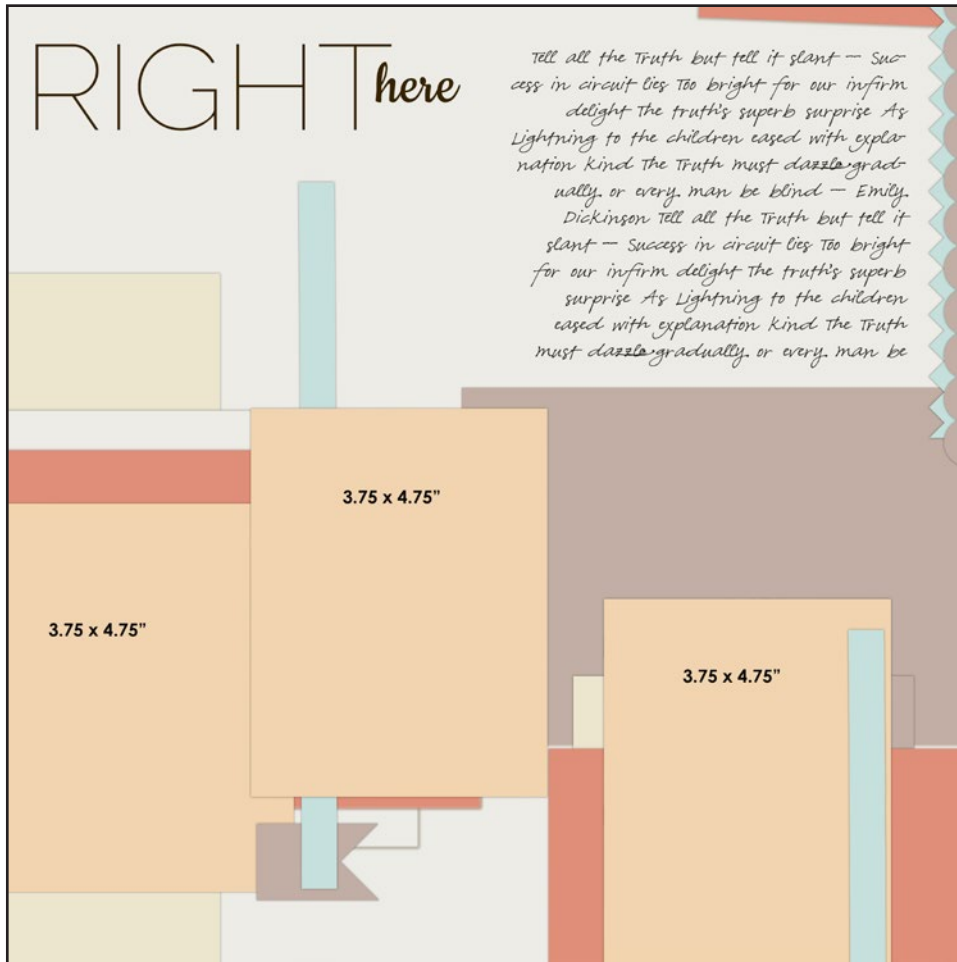 RIGHT here
Tell all the Truth but tell it slant — Suc-
cess in circuit lies Too bright for our infirm
delight The truth's superb surprise As
Lightning to the children eased with expla-
nation kind The Truth must dazzle grad-
ually or every man be blind — Emily
Dickinson Tell all the Truth but tell it
slant — Success in circuit lies Too bright
for our infirm delight The truth's superb
surprise As Lightning to the children
eased with explanation kind The Truth
must dazzle gradually or every man be
3.75 x 4.75”
3.75 x 4.75”
3.75 x 4.75”